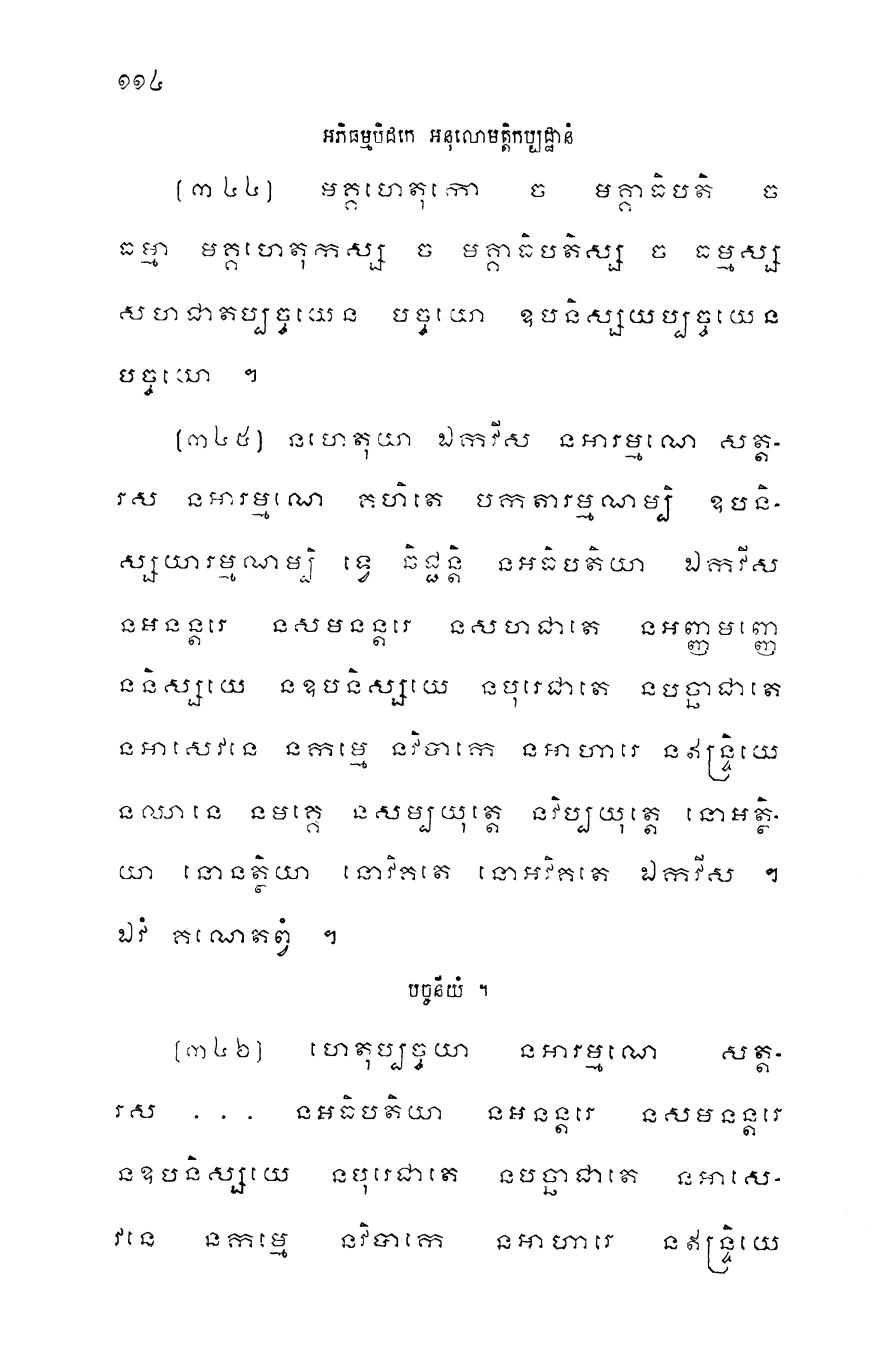 ១១៤
អភិធម្មបិដកេ អនុលោមត្តិកប្បដ្ឋានំ
(៣៤៤) មគ្គហេតុកោ ច មគ្គាធិបតិ ច
ធម្មា មគ្គហេតុកស្ស ច មគ្គាធិបតិស្ស ច ធម្មស្ស
សហជាតប្បច្ចយេន បច្ចយោ ឧបនិស្សយប្បច្ចយេន
បច្ចយោ ។
(៣៤៥) នហេតុយា ឯកវីស នអារម្មណេ សត្ត-
រស នអារម្មណេ គហិតេ បកតារម្មណម្បិ ឧបនិ-
ស្សយារម្មណម្បិ ទ្វេ ឆិជ្ជន្តិ នអធិបតិយា ឯកវីស
នអនន្តរេ នសមនន្តរេ នសហជាតេ នអញ្ញមញ្ញេ
ននិស្សយេ នឧបនិស្សយេ នបុរេជាតេ នបច្ឆាជាតេ
នអាសេវនេ នកម្មេ នវិបាកេ នអាហារេ នឥន្ទ្រិយេ
នឈានេ នមគ្គេ នសម្បយុត្តេ នវិប្បយុត្តេ នោអត្ថិ-
យា នោនត្ថិយា នោវិគតេ នោអវិគតេ ឯកវីស ។
ឯវំ គណេតព្វំ ។
បច្ចនីយំ ។
(៣៤៦) ហេតុប្បច្ចយា នអារម្មណេ សត្ត-
រស . . . នអធិបតិយា នអនន្តរេ នសមនន្តរេ
នឧបនិស្សយេ នបុរេជាតេ នបច្ឆាជាតេ នអាសេ-
វនេ នកម្មេ នវិបាកេ នអាហារេ នឥន្ទ្រិយេ